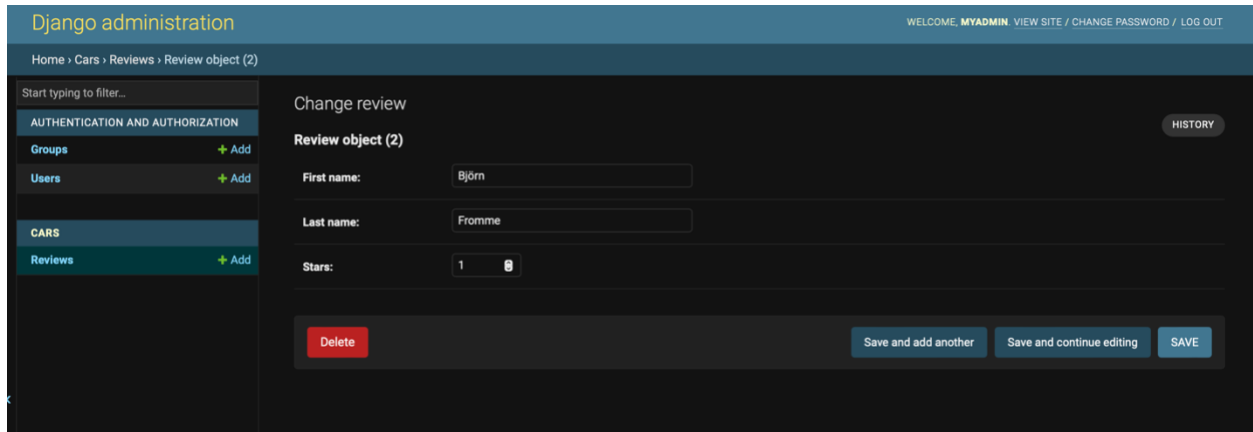 Django administration
WELCOME, MYADMIN. VIEW SITE / CHANGE PASSWORD / LOG OUT
Home › Cars › Reviews › Review object (2)
Start typing to filter...
AUTHENTICATION AND AUTHORIZATION
Groups + Add
Users + Add
CARS
Reviews + Add
Change review
HISTORY
Review object (2)
First name: Björn
Last name: Fromme
Stars: 1
Delete Save and add another Save and continue editing SAVE